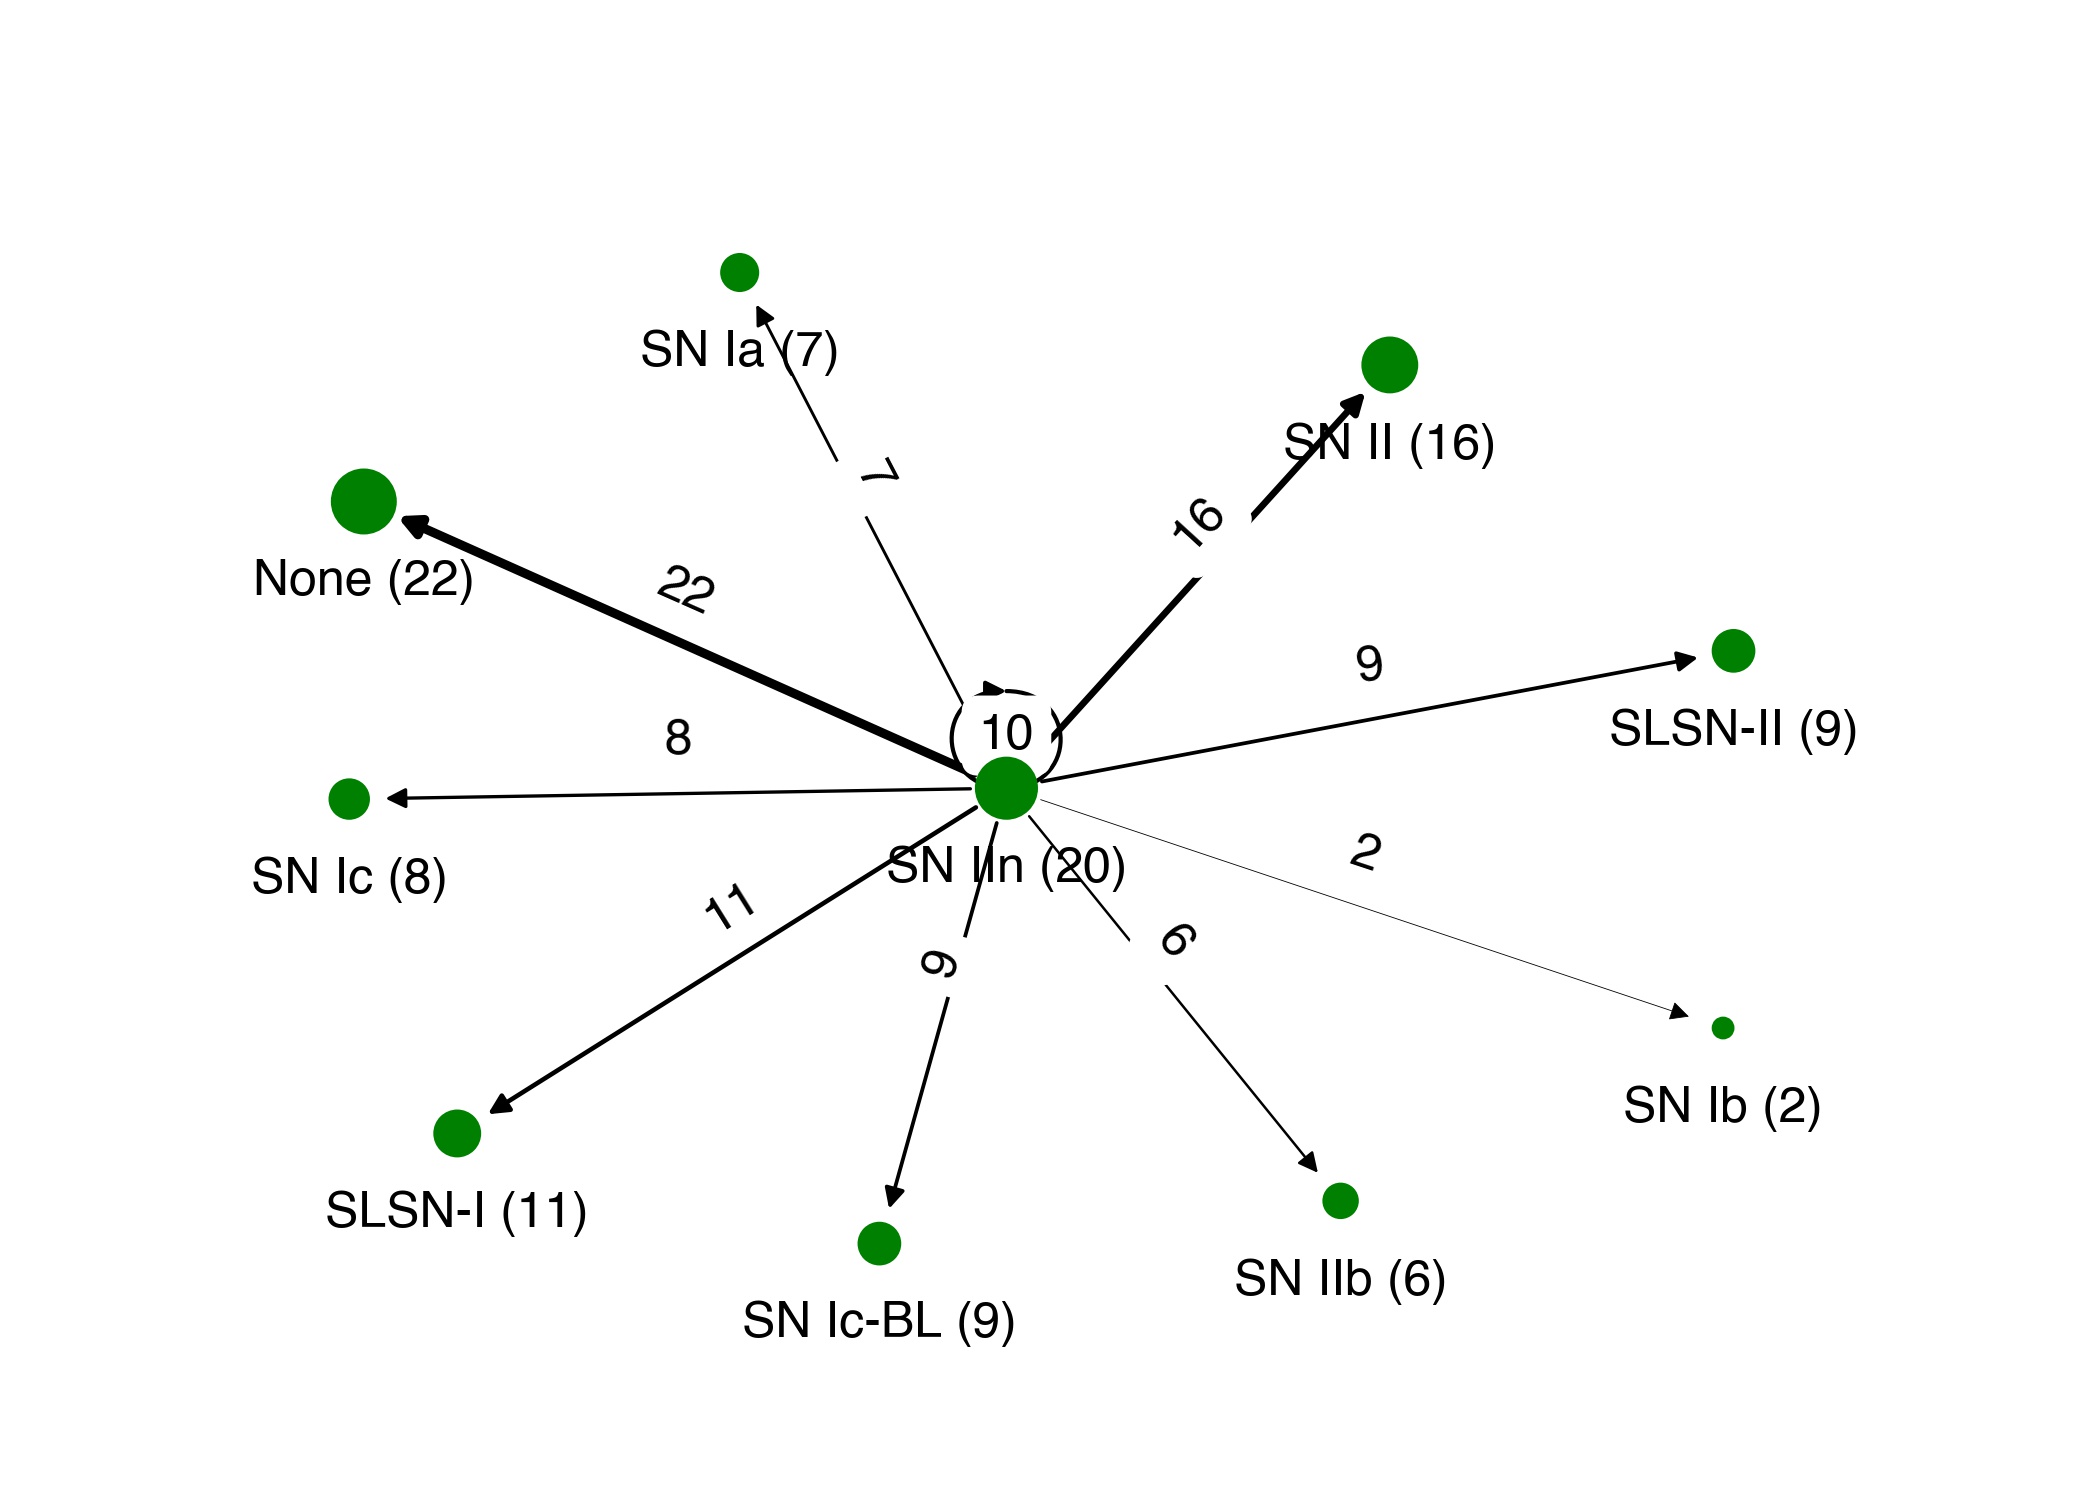 SN Ia (7)
SN II (16)
7
16
None (22)
22
9
SLSN-II (9)
8
10
SN Ic (8)
SN IIn (20)
2
11
9
6
SN Ib (2)
SLSN-I (11)
SN IIb (6)
SN Ic-BL (9)